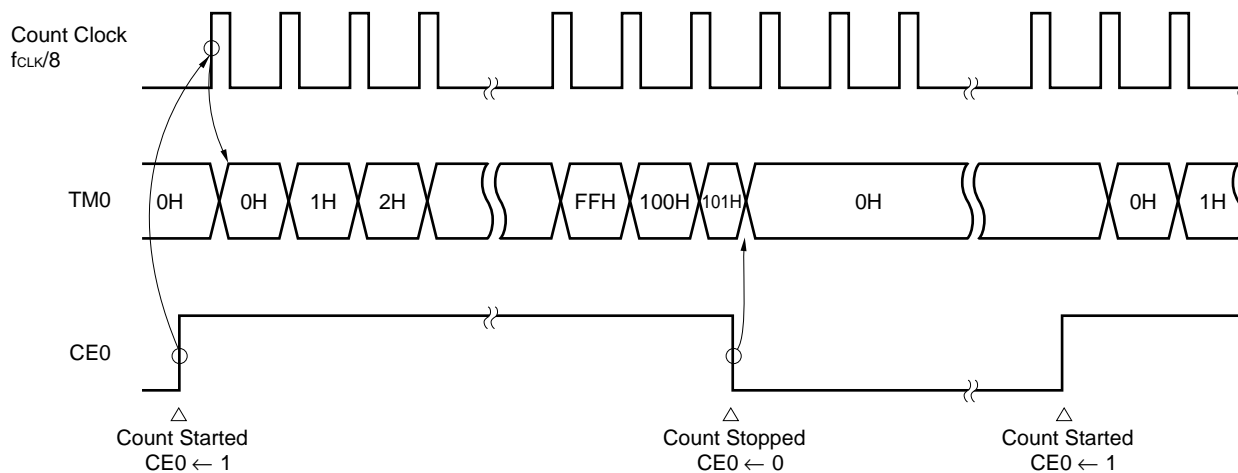 Count Clock
fCLK/8
TM0
0H
0H
1H
2H
FFH
100H
101H
0H
0H
1H
CE0
Count Started
CE0 ← 1
Count Stopped
CE0 ← 0
Count Started
CE0 ← 1